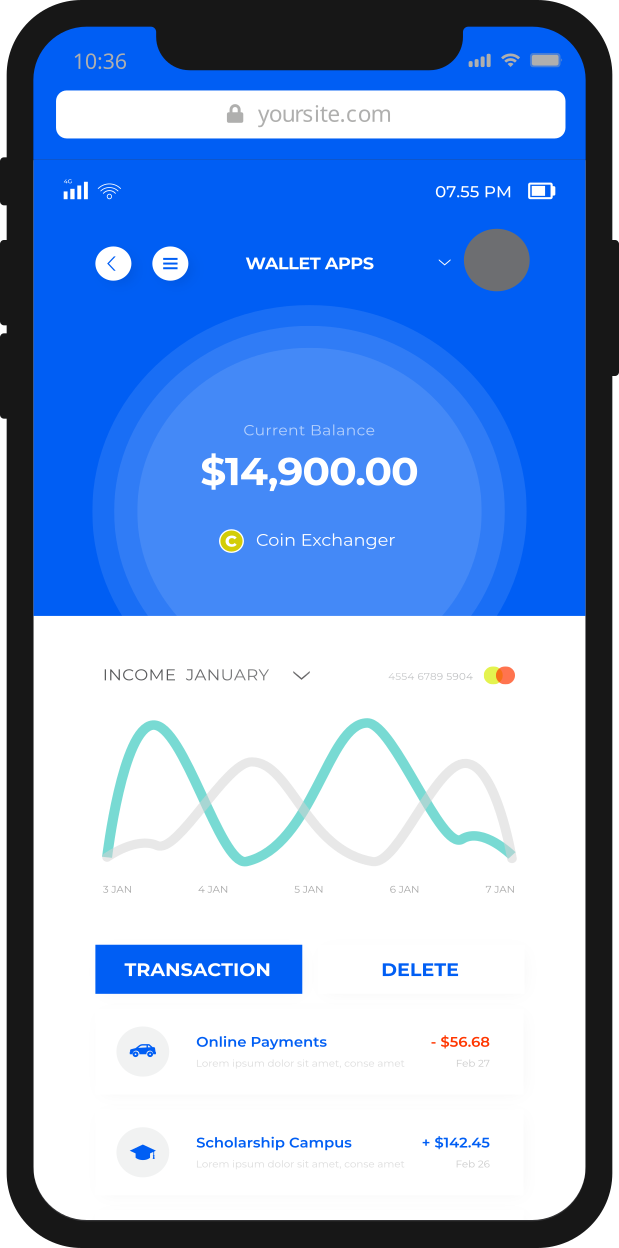 10:36
yoursite.com
4G
07.55 PM
WALLET APPS
Current Balance
$14,900.00
C Coin Exchanger
INCOME JANUARY
4554 6789 5904
3 JAN 4 JAN 5 JAN 6 JAN 7 JAN
TRANSACTION DELETE
Online Payments - $56.68
Lorem ipsum dolor sit amet, conse amet Feb 27
Scholarship Campus + $142.45
Lorem ipsum dolor sit amet, conse amet Feb 26